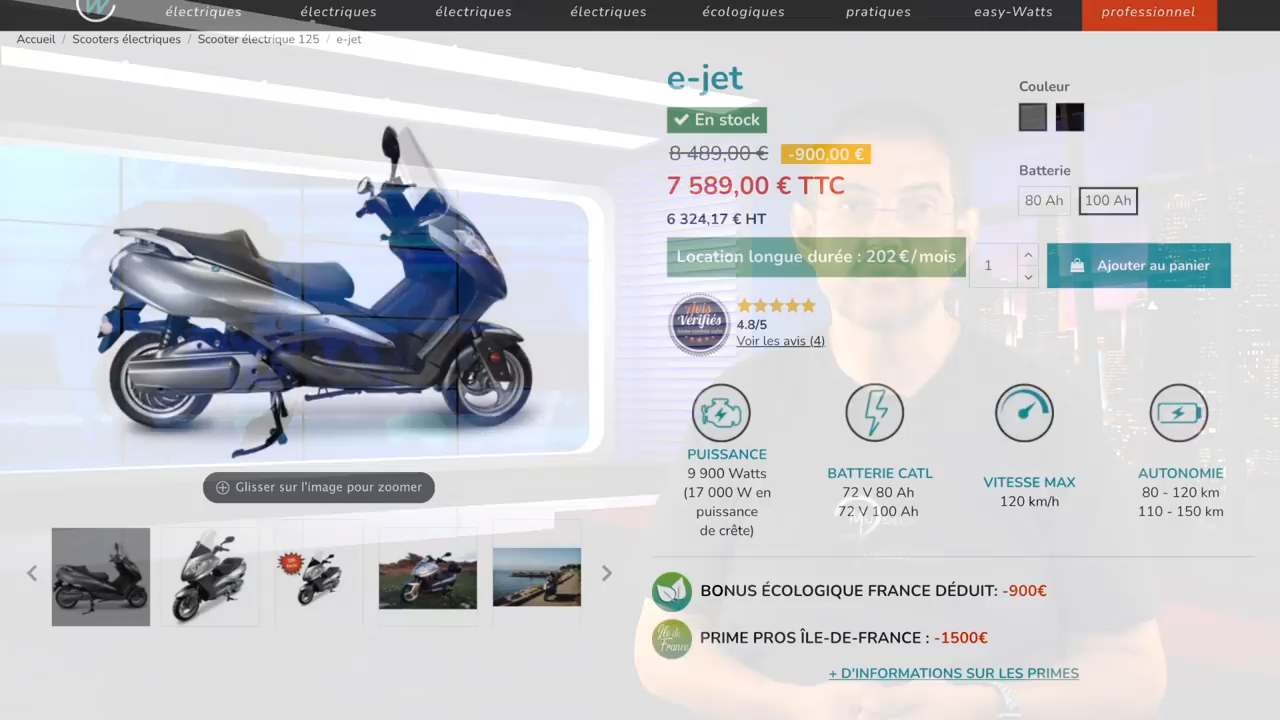 électriques électriques électriques électriques écologiques pratiques easy-Watts professionnel
Accueil / Scooters électriques / Scooter électrique 125 / e-jet
e-jet
En stock
8 489,00 € -900,00 €
7 589,00 € TTC
6 324,17 € HT
Location longue durée : 202 € / mois
Couleur
Batterie
80 Ah 100 Ah
1 Ajouter au panier
Avis Vérifiés
4.8/5
Voir les avis (4)
PUISSANCE
9 900 Watts
(17 000 W en
puissance
de crête)
BATTERIE CATL
72 V 80 Ah
72 V 100 Ah
VITESSE MAX
120 km/h
AUTONOMIE
80 - 120 km
110 - 150 km
Glisser sur l'image pour zoomer
BONUS ÉCOLOGIQUE FRANCE DÉDUIT: -900€
Île de France
PRIME PROS ÎLE-DE-FRANCE : -1500€
+ D'INFORMATIONS SUR LES PRIMES